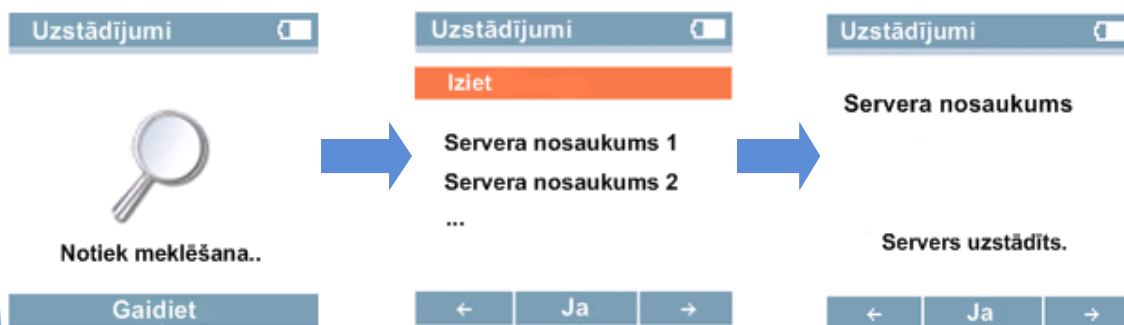 Uzstādījumi
Notiek meklēšana..
Gaidiet
Uzstādījumi
Iziet
Servera nosaukums 1
Servera nosaukums 2
...
← Ja →
Uzstādījumi
Servera nosaukums
Servers uzstādīts.
← Ja →